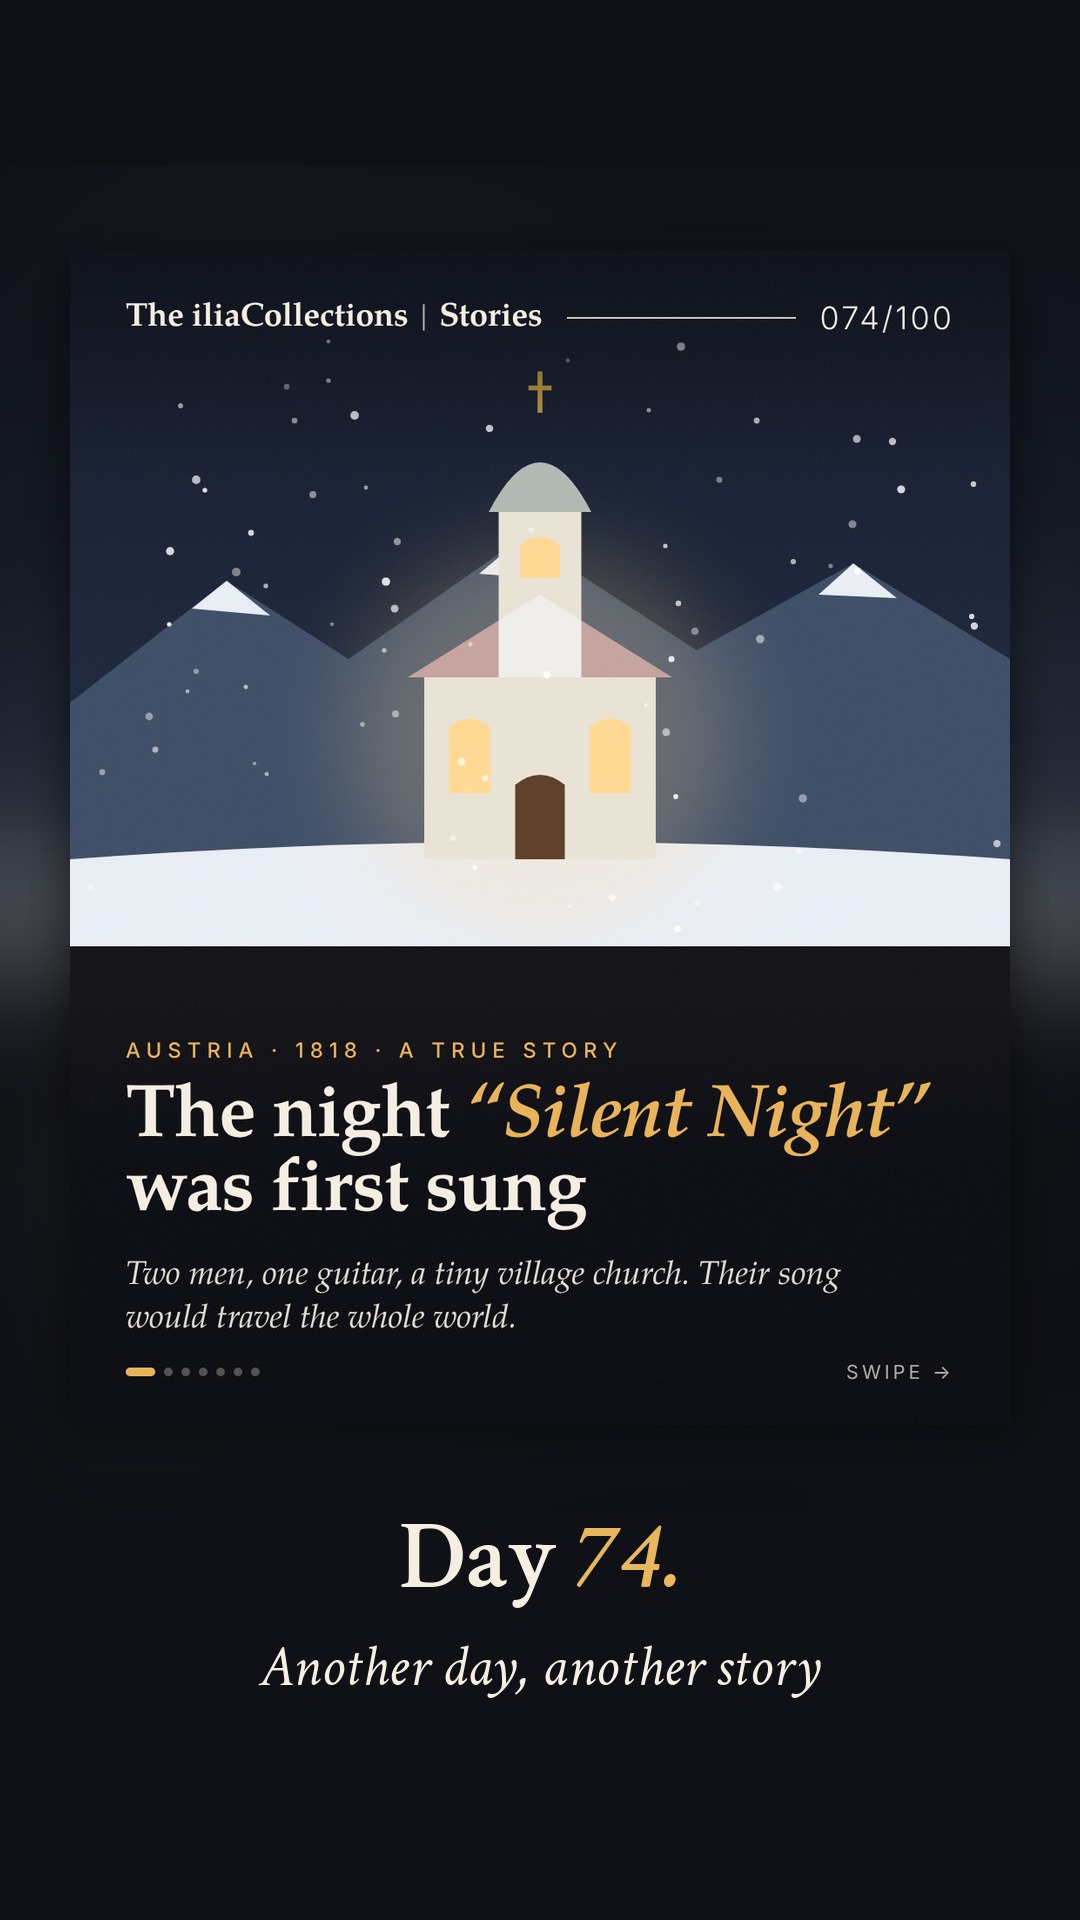 The iliaCollections | Stories 074/100
AUSTRIA · 1818 · A TRUE STORY
The night “Silent Night”
was first sung
Two men, one guitar, a tiny village church. Their song
would travel the whole world.
SWIPE →
Day 74.
Another day, another story